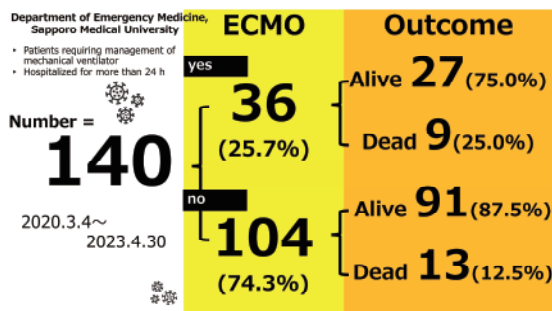 Department of Emergency Medicine,
Sapporo Medical University
• Patients requiring management of
mechanical ventilator
• Hospitalized for more than 24 h
Number =
140
2020.3.4～
2023.4.30
ECMO
yes
36
(25.7%)
no
104
(74.3%)
Outcome
Alive 27(75.0%)
Dead 9(25.0%)
Alive 91(87.5%)
Dead 13(12.5%)